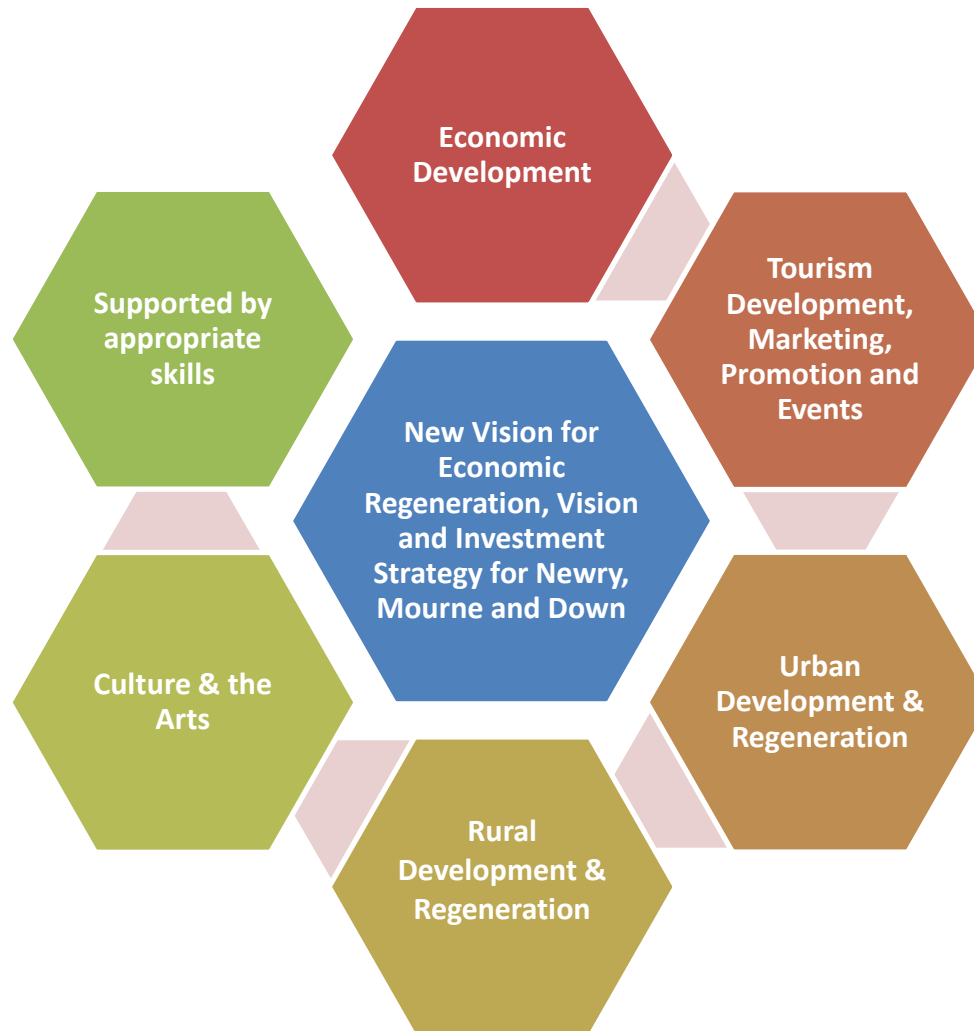 Economic
Development
Tourism
Development,
Marketing,
Promotion and
Events
Urban
Development &
Regeneration
Rural
Development &
Regeneration
Culture & the
Arts
Supported by
appropriate
skills
New Vision for
Economic
Regeneration, Vision
and Investment
Strategy for Newry,
Mourne and Down